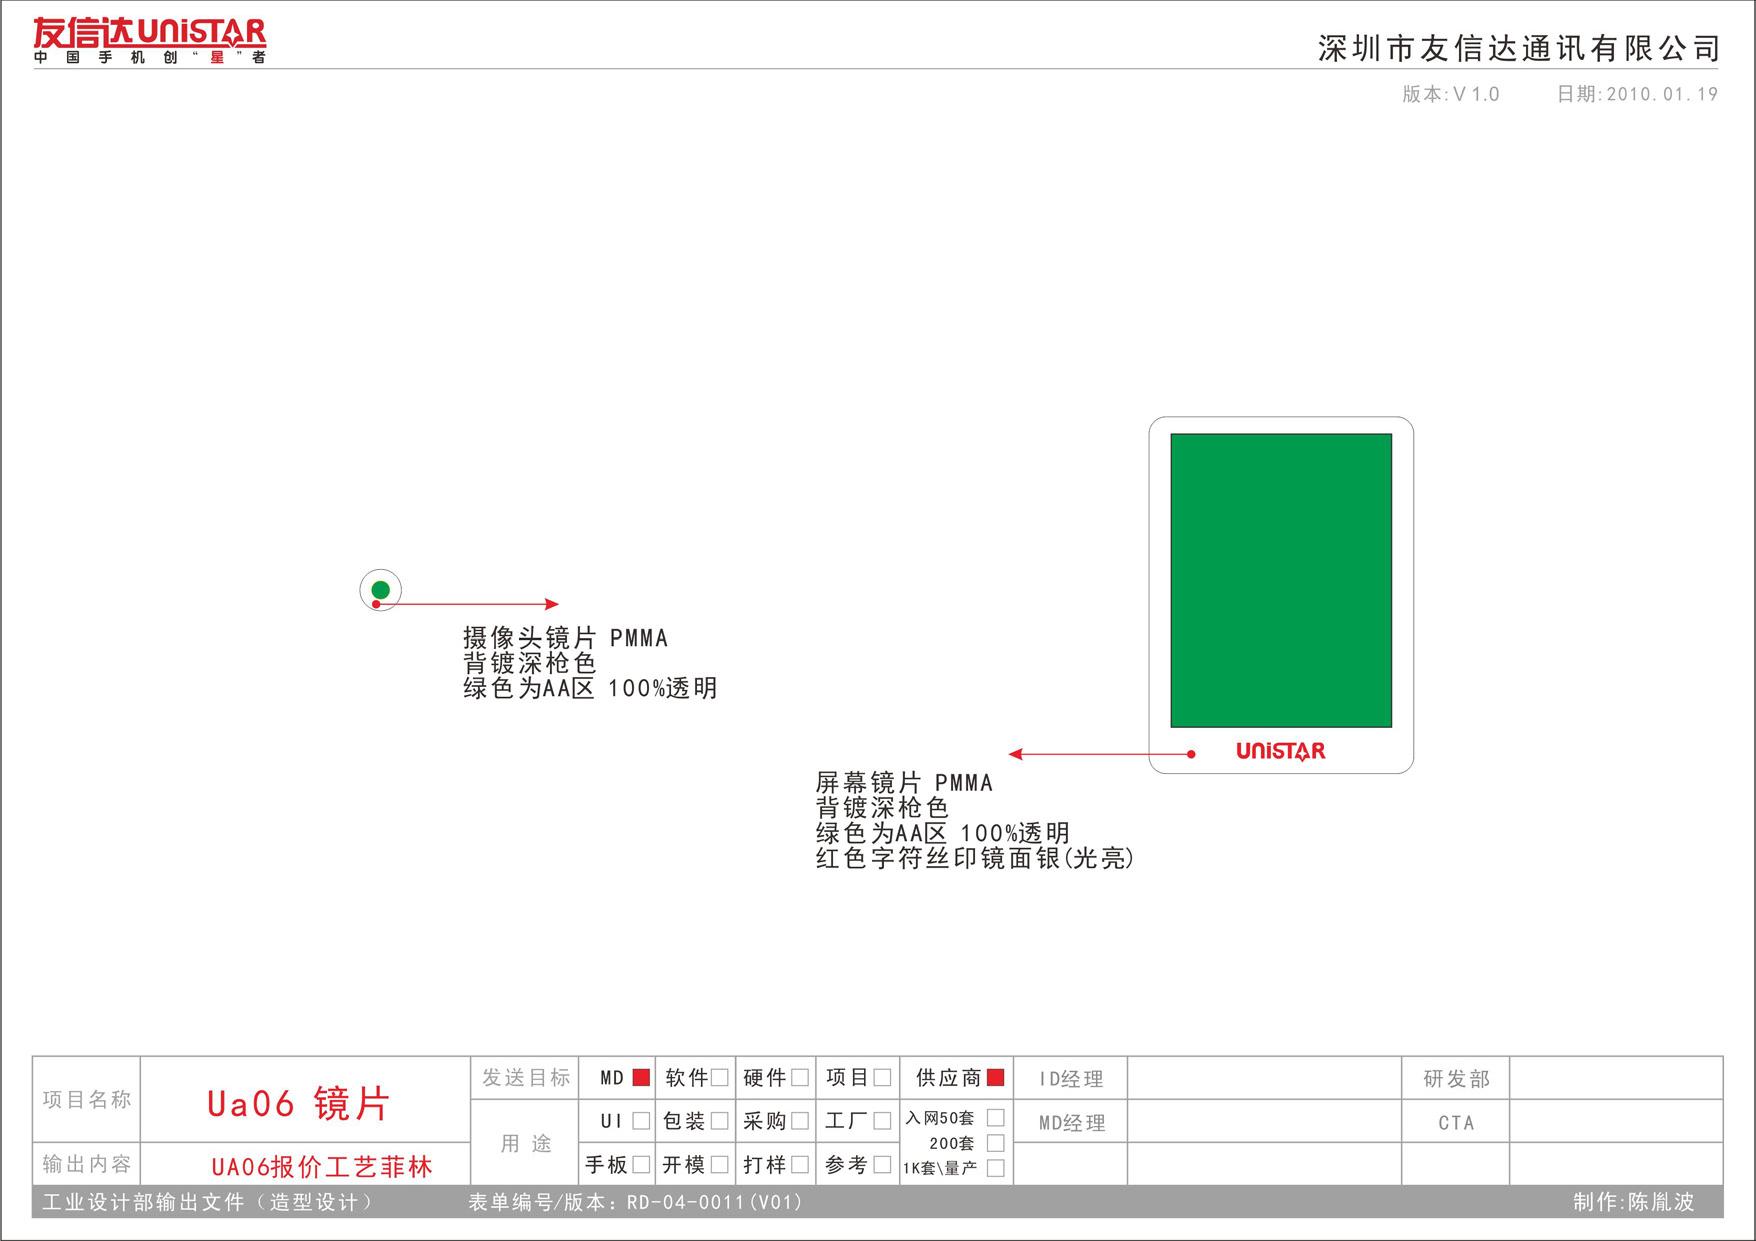 友信达 UNiSTAR
中国手机创“星”者
深圳市友信达通讯有限公司
版本:V 1.0 日期:2010.01.19
摄像头镜片 PMMA
背镀深枪色
绿色为AA区 100%透明
UNiSTAR
屏幕镜片 PMMA
背镀深枪色
绿色为AA区 100%透明
红色字符丝印镜面银(光亮)
项目名称 Ua06 镜片
发送目标 MD 软件 硬件 项目 供应商 ID经理 研发部
用 途 UI 包装 采购 工厂 入网50套 MD经理 CTA
200套
输出内容 UA06报价工艺菲林 手板 开模 打样 参考 1K套\量产
工业设计部输出文件（造型设计） 表单编号/版本：RD-04-0011(V01) 制作:陈胤波